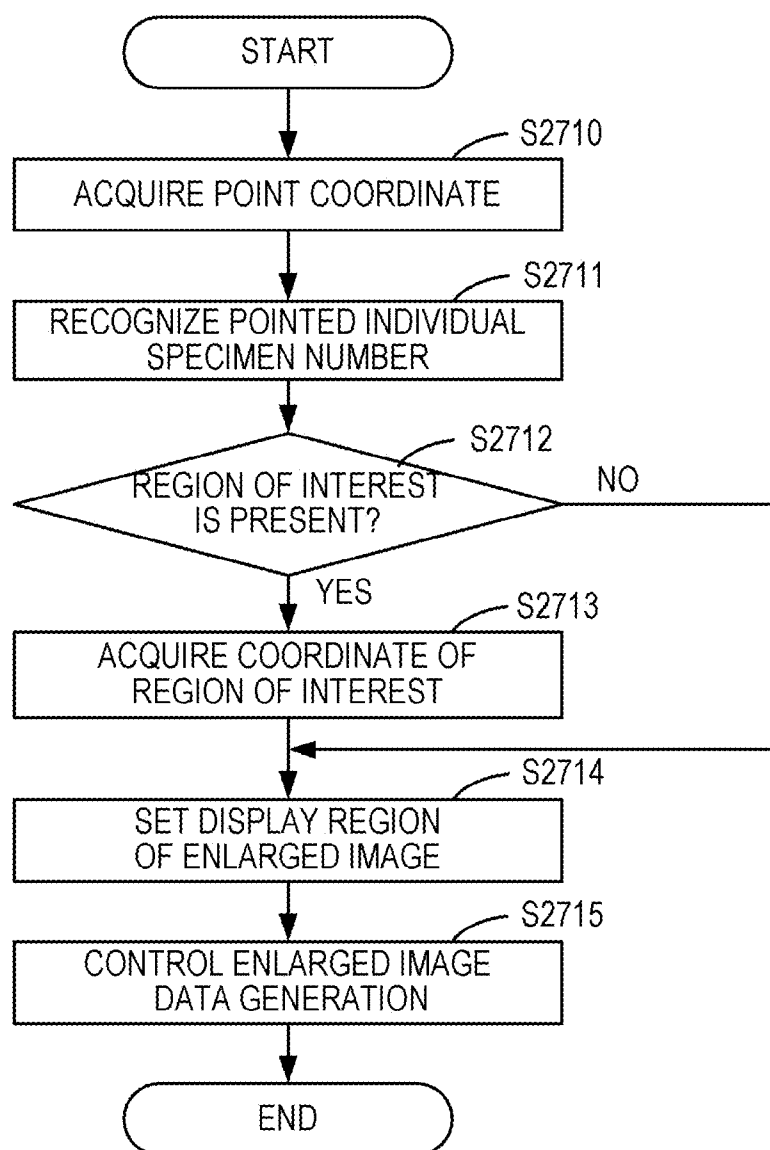 START
S2710
ACQUIRE POINT COORDINATE
S2711
RECOGNIZE POINTED INDIVIDUAL
SPECIMEN NUMBER
S2712
REGION OF INTEREST
IS PRESENT?
NO
YES
S2713
ACQUIRE COORDINATE OF
REGION OF INTEREST
S2714
SET DISPLAY REGION
OF ENLARGED IMAGE
S2715
CONTROL ENLARGED IMAGE
DATA GENERATION
END